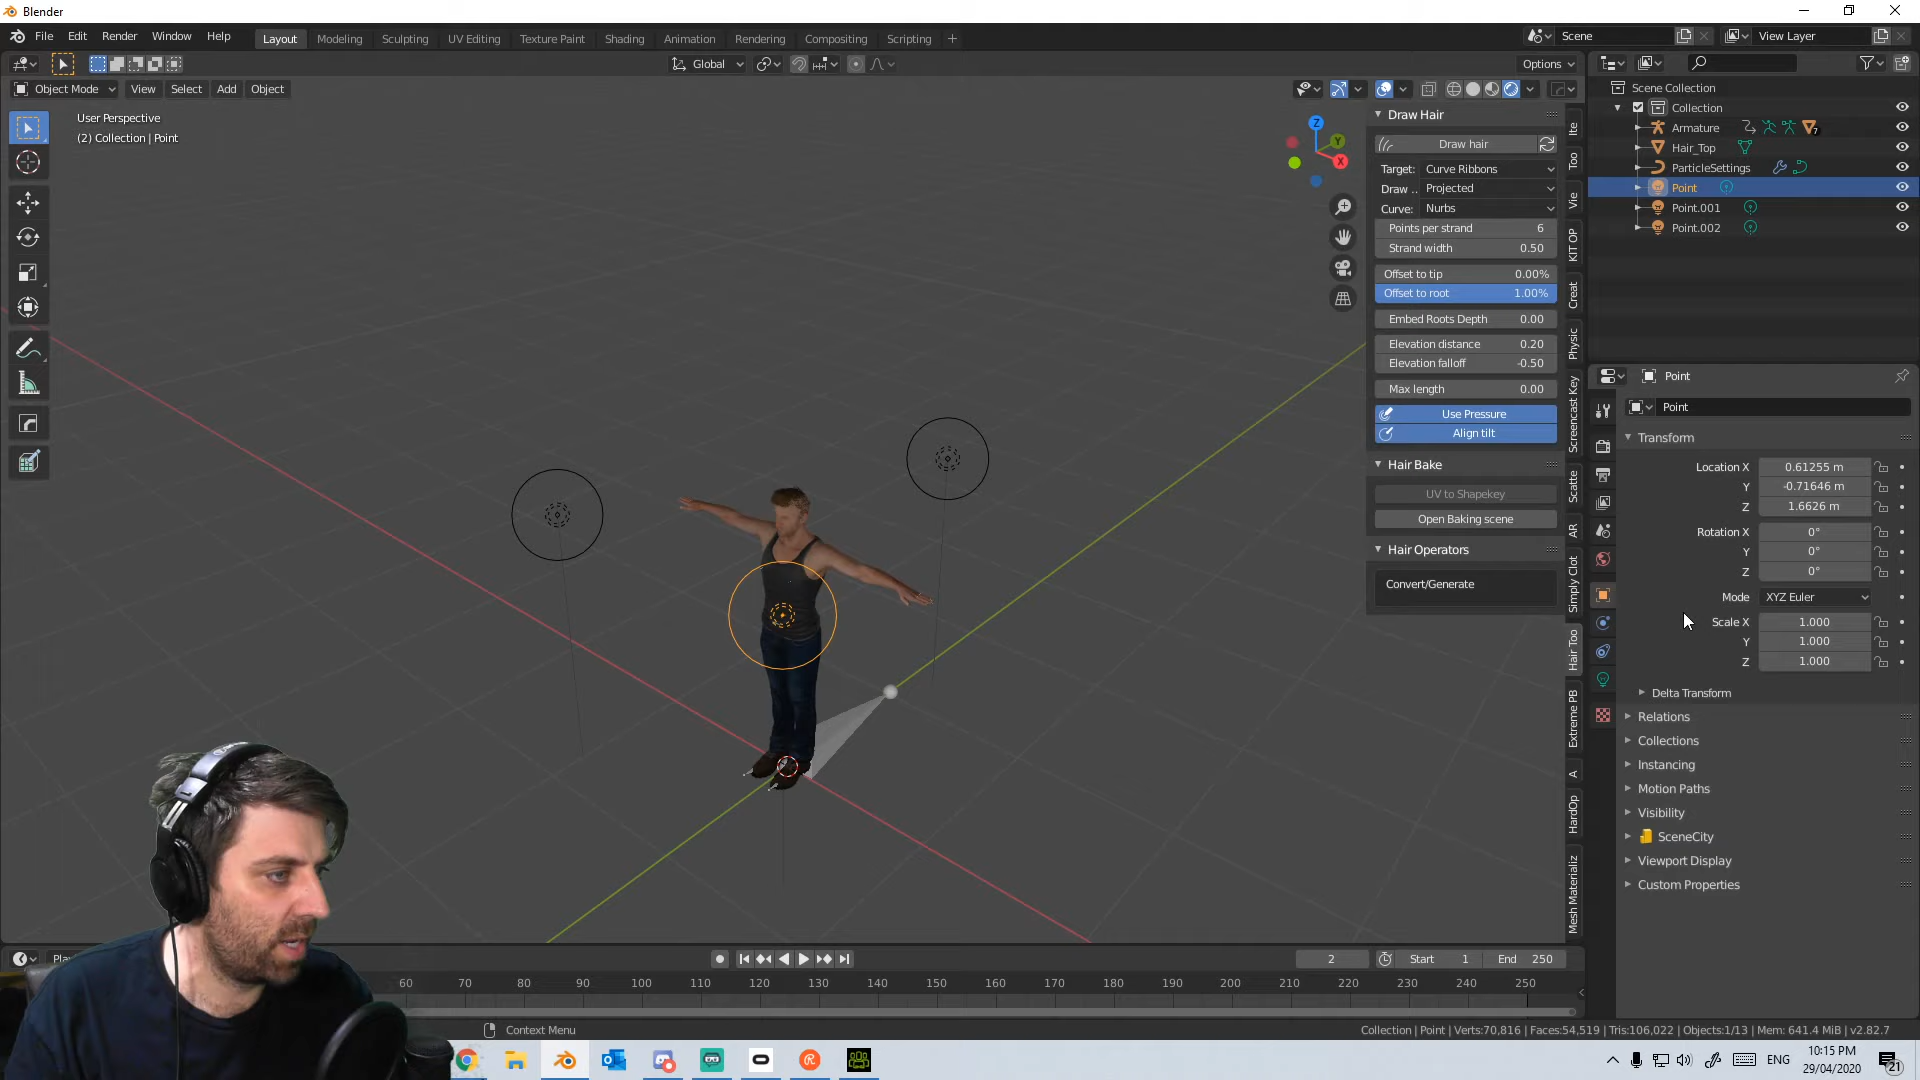 Blender
File Edit Render Window Help
Layout Modeling Sculpting UV Editing Texture Paint Shading Animation Rendering Compositing Scripting +
Scene
View Layer
Global
Options
Object Mode View Select Add Object
User Perspective
(2) Collection | Point
Z
Y
X
Draw Hair
Draw hair
Target: Curve Ribbons
Draw .. Projected
Curve: Nurbs
Points per strand 6
Strand width 0.50
Offset to tip 0.00%
Offset to root 1.00%
Embed Roots Depth 0.00
Elevation distance 0.20
Elevation falloff -0.50
Max length 0.00
Use Pressure
Align tilt
Hair Bake
UV to Shapekey
Open Baking scene
Hair Operators
Convert/Generate
Ite
Too
Vie
KIT OP
Creat
Physic
Screencast Key
Scatte
AR
Simply Clot
Hair Too
Extreme PB
A
HardOp
Mesh Materializ
Scene Collection
Collection
Armature 7
Hair_Top
ParticleSettings
Point
Point.001
Point.002
Point
Point
Transform
Location X 0.61255 m
Y -0.71646 m
Z 1.6626 m
Rotation X 0°
Y 0°
Z 0°
Mode XYZ Euler
Scale X 1.000
Y 1.000
Z 1.000
Delta Transform
Relations
Collections
Instancing
Motion Paths
Visibility
SceneCity
Viewport Display
Custom Properties
2 Start 1 End 250
60 70 80 90 100 110 120 130 140 150 160 170 180 190 200 210 220 230 240 250
Context Menu
Collection | Point | Verts:70,816 | Faces:54,519 | Tris:106,022 | Objects:1/13 | Mem: 641.4 MiB | v2.82.7
ENG
10:15 PM
29/04/2020
21